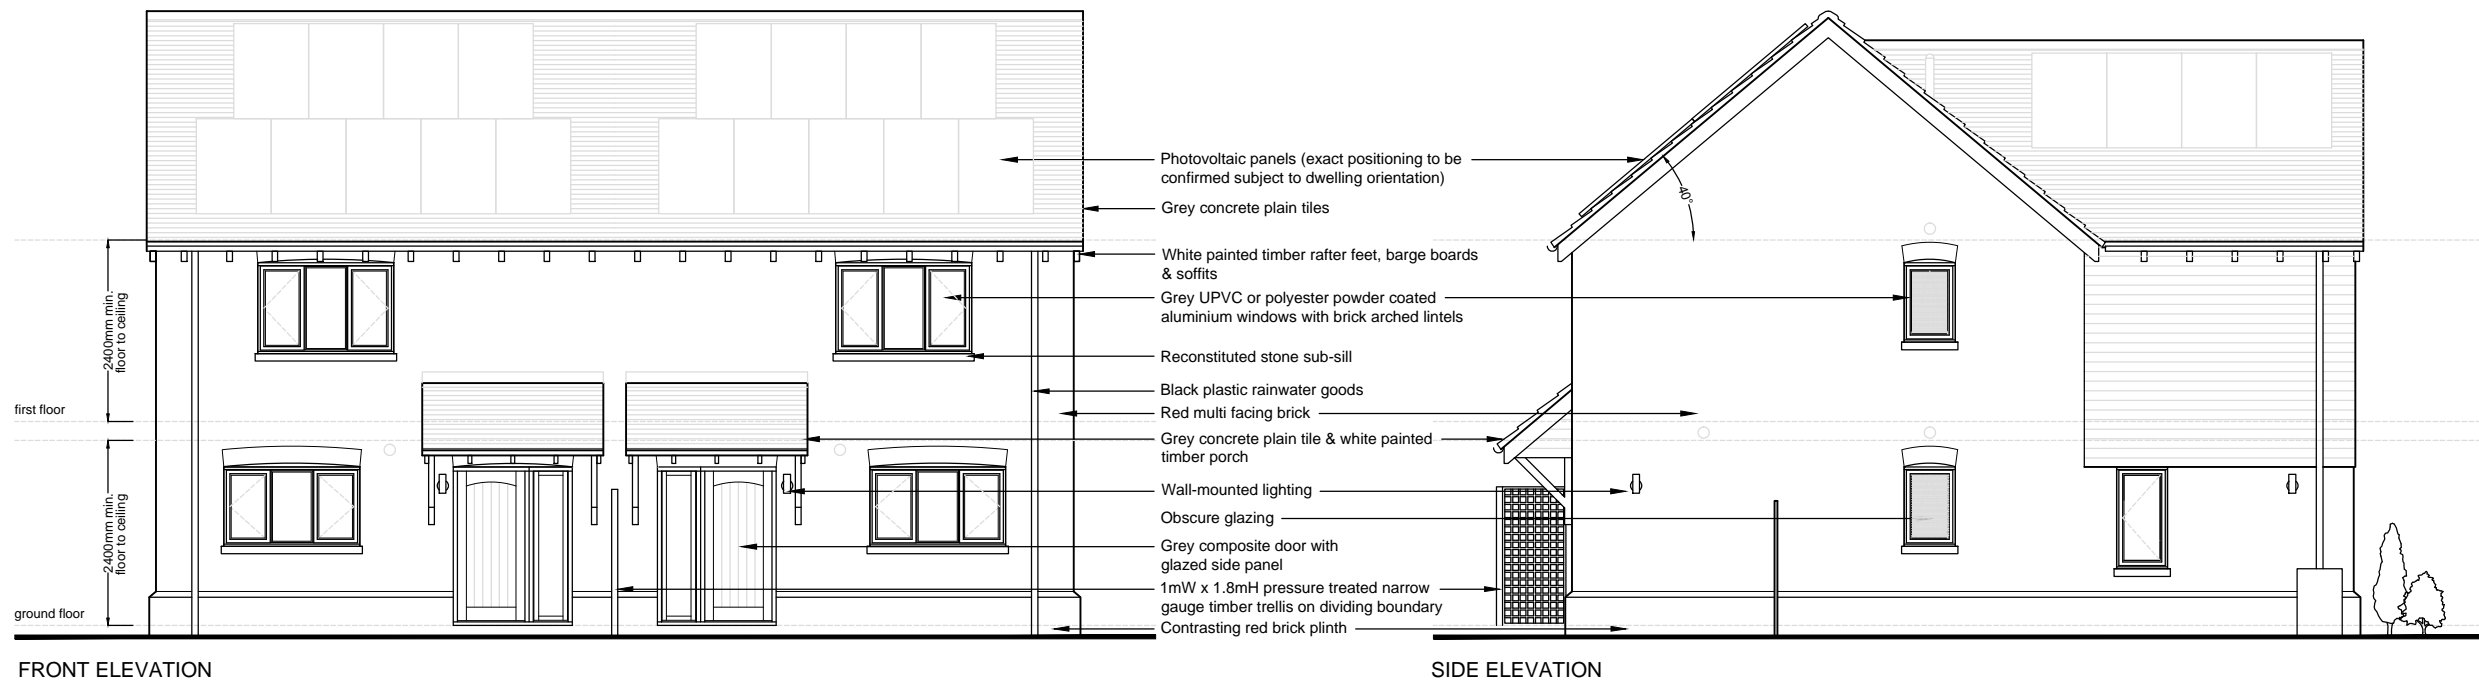 Photovoltaic panels (exact positioning to be
confirmed subject to dwelling orientation)
Grey concrete plain tiles
White painted timber rafter feet, barge boards
& soffits
Grey UPVC or polyester powder coated
aluminium windows with brick arched lintels
Reconstituted stone sub-sill
Black plastic rainwater goods
Red multi facing brick
Grey concrete plain tile & white painted
timber porch
Wall-mounted lighting
Obscure glazing
Grey composite door with
glazed side panel
1mW x 1.8mH pressure treated narrow
gauge timber trellis on dividing boundary
Contrasting red brick plinth
40°
2400mm min.
floor to ceiling
first floor
2400mm min.
floor to ceiling
ground floor
FRONT ELEVATION
SIDE ELEVATION